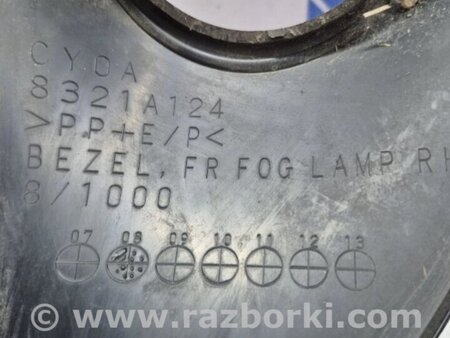 CY0A
8321A124
>PP+E/P<
BEZEL, FR FOG LAMP RH
8/1000
07 08 09 10 11 12 13
© www.razborki.com